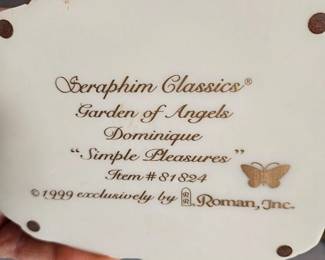 Seraphim Classics®
Garden of Angels
Dominique
"Simple Pleasures"
Item # 81824
© 1999 exclusively by R. Roman, Inc.